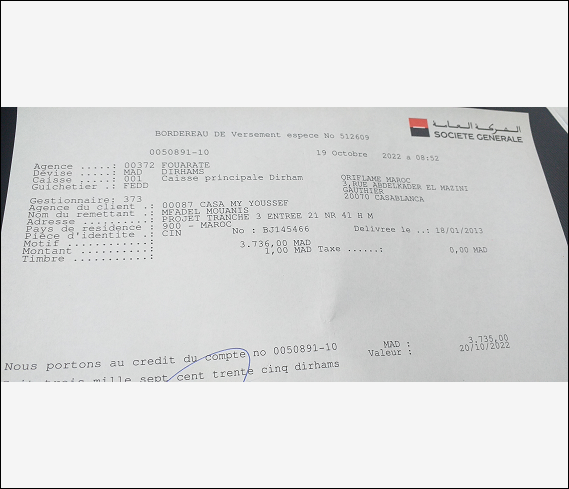 الشركة العامة
SOCIETE GENERALE
BORDEREAU DE Versement espece No 512609
0050891-10 19 Octobre 2022 a 08:52
Agence .....: 00372 FOUARATE
Devise .....: MAD DIRHAMS
Caisse .....: 001 Caisse principale Dirham
Guichetier .: FEDD
ORIFLAME MAROC
3,RUE ABDELKADER EL MAZINI
GAUTHIER
20070 CASABLANCA
Gestionnaire: 373
Agence du client .: 00087 CASA MY YOUSSEF
Nom du remettant .: MFADEL MOUANIS
Adresse ..........: PROJET TRANCHE 3 ENTREE 21 NR 41 H M
Pays de residence : 900 - MAROC
Pièce d'identite .: CIN No : BJ145466 Delivree le ..: 18/01/2013
Motif ............:
Montant ..........: 3.736,00 MAD
Timbre ...........: 1,00 MAD Taxe ......: 0,00 MAD
Nous portons au credit du compte no 0050891-10 MAD : 3.735,00
Valeur : 20/10/2022
trois mille sept cent trente cinq dirhams